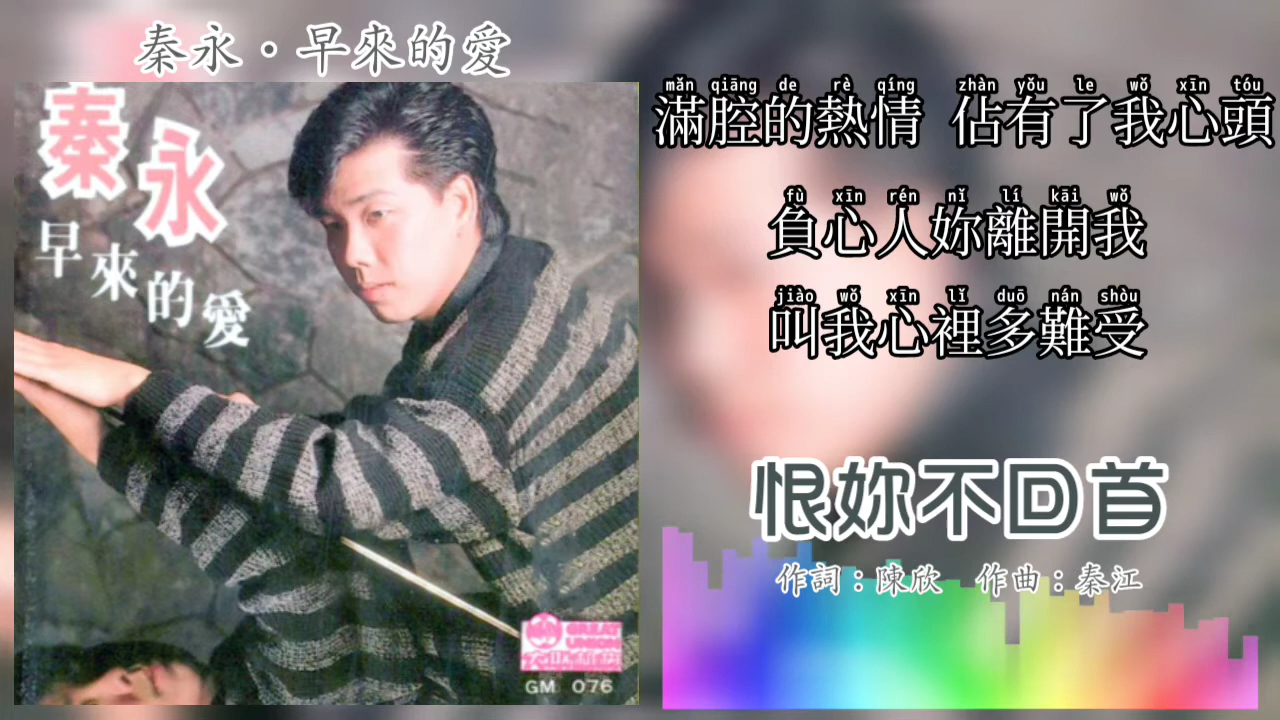 秦永·早來的愛
秦永
早來的愛
GREAT
UNION
GM 076
mǎn qiāng de rè qíng zhàn yǒu le wǒ xīn tóu
滿腔的熱情 佔有了我心頭
fù xīn rén nǐ lí kāi wǒ
負心人妳離開我
jiào wǒ xīn lǐ duō nán shòu
叫我心裡多難受
恨妳不回首
作詞：陳欣 作曲：秦江